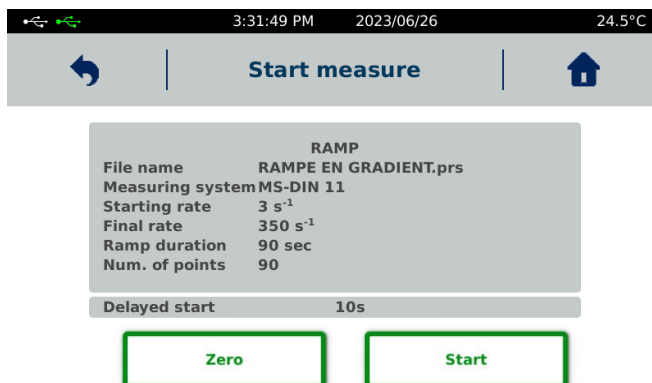 3:31:49 PM 2023/06/26 24.5°C
Start measure
RAMP
File name RAMPE EN GRADIENT.prs
Measuring system MS-DIN 11
Starting rate 3 s⁻¹
Final rate 350 s⁻¹
Ramp duration 90 sec
Num. of points 90
Delayed start 10s
Zero Start